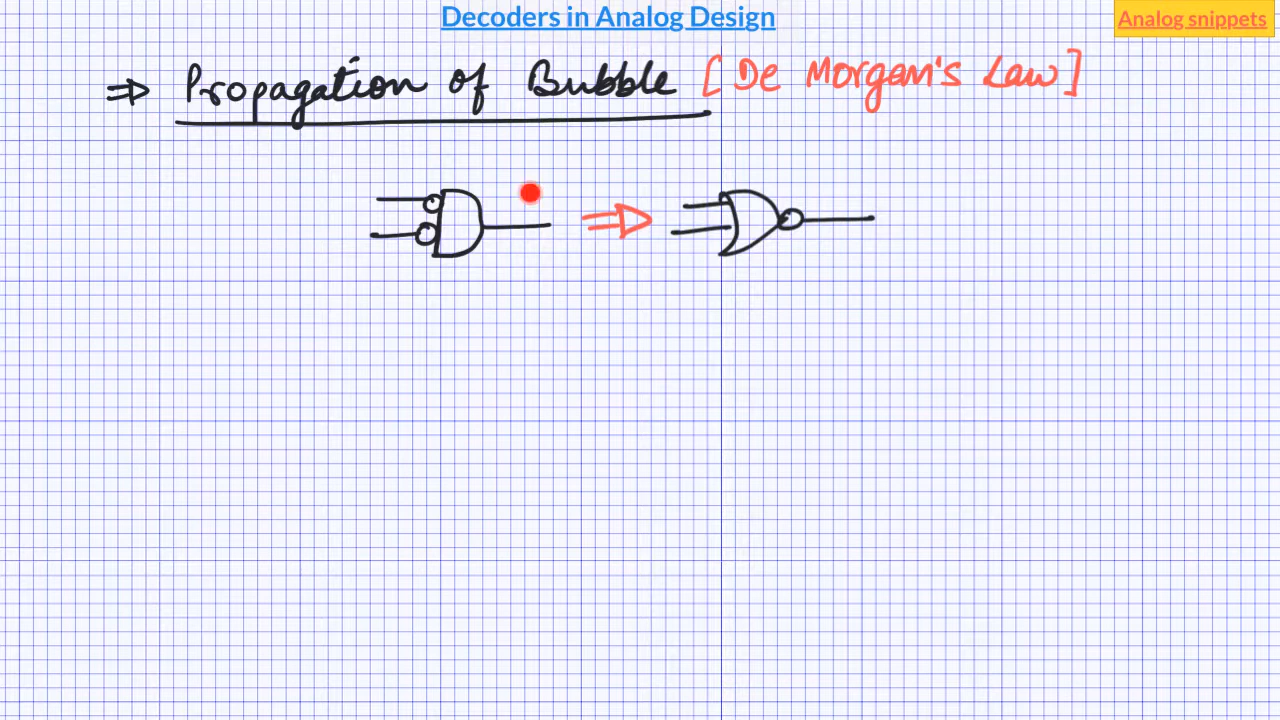 Decoders in Analog Design
Analog snippets
⇒ Propagation of Bubble [De Morgan's Law]